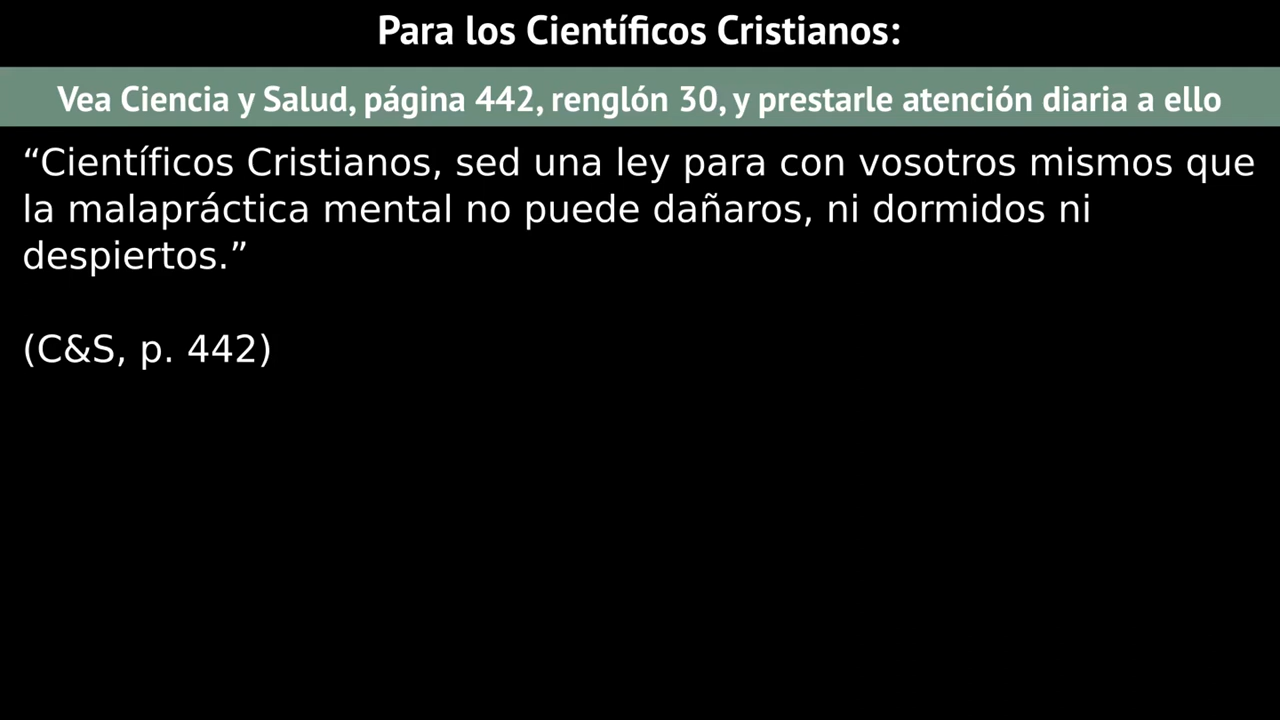 Para los Científicos Cristianos:
Vea Ciencia y Salud, página 442, renglón 30, y prestarle atención diaria a ello
“Científicos Cristianos, sed una ley para con vosotros mismos que
la malapráctica mental no puede dañaros, ni dormidos ni
despiertos.”
(C&S, p. 442)